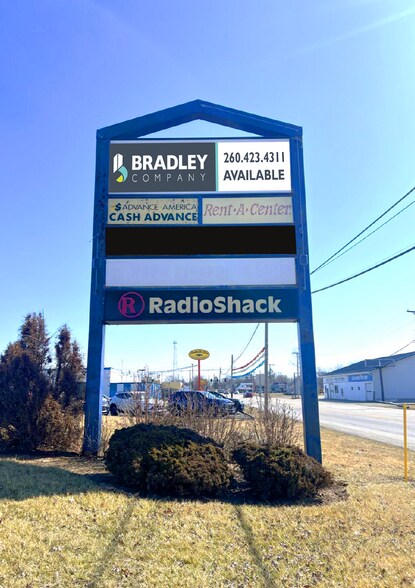 BRADLEY
COMPANY
260.423.4311
AVAILABLE
$ ADVANCE AMERICA
CASH ADVANCE
Rent-A-Center
R RadioShack